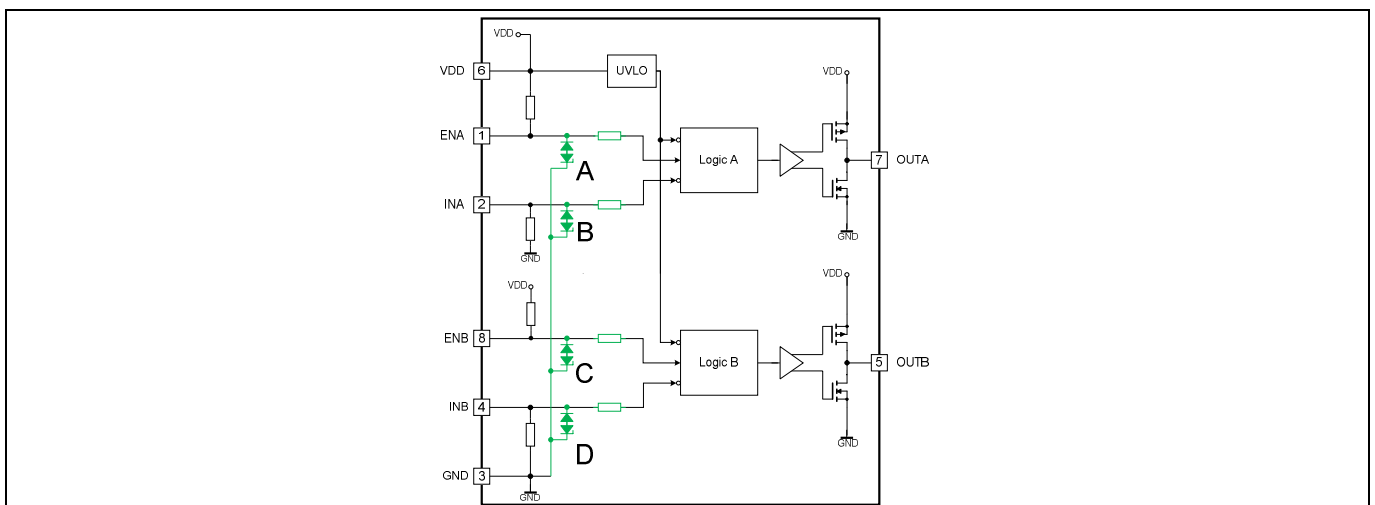 VDD
VDD 6 UVLO VDD
ENA 1
A Logic A 7 OUTA
INA 2
B
GND GND
VDD VDD
ENB 8
C Logic B 5 OUTB
INB 4
D GND
GND 3
GND